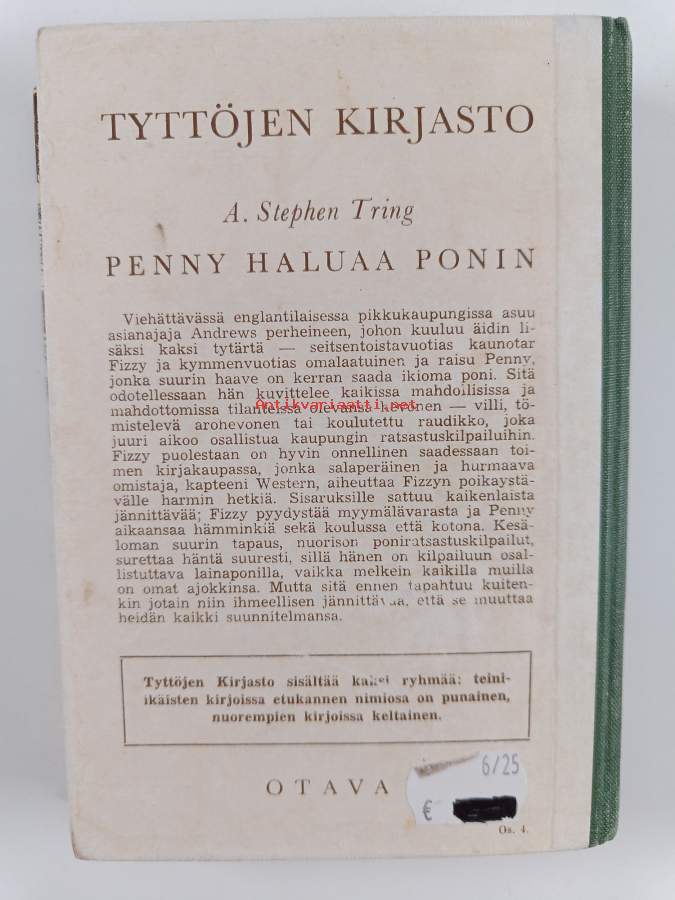 TYTTÖJEN KIRJASTO
A. Stephen Tring
PENNY HALUAA PONIN
Viehättävässä englantilaisessa pikkukaupungissa asuu
asianajaja Andrews perheineen, johon kuuluu äidin li-
säksi kaksi tytärtä — seitsentoistavuotias kaunotar
Fizzy ja kymmenvuotias omalaatuinen ja raisu Penny,
jonka suurin haave on kerran saada ikioma poni. Sitä
odotellessaan hän kuvittelee kaikissa mahdoilisissa ja
mahdottomissa tilanteissa olevansa hevonen — villi, tö-
Antikvariaatti.net
mistelevä arohevonen tai koulutettu raudikko, joka
juuri aikoo osallistua kaupungin ratsastuskilpailuihin.
Fizzy puolestaan on hyvin onnellinen saadessaan toi-
men kirjakaupassa, jonka salaperäinen ja hurmaava
omistaja, kapteeni Western, aiheuttaa Fizzyn poikaystä-
välle harmin hetkiä. Sisaruksille sattuu kaikenlaista
jännittävää; Fizzy pyydystää myymälävarasta ja Penny
aikaansaa hämminkiä sekä koulussa että kotona. Kesä-
loman suurin tapaus, nuorison poniratsastuskilpailut,
surettaa häntä suuresti, sillä hänen on kilpailuun osal-
listuttava lainaponilla, vaikka melkein kaikilla muilla
on omat ajokkinsa. Mutta sitä ennen tapahtuu kuiten-
kin jotain niin ihmeellisen jännittävää, että se muuttaa
heidän kaikki suunnitelmansa.
Tyttöjen Kirjasto sisältää kaksi ryhmää: teini-
ikäisten kirjoissa etukannen nimiosa on punainen,
nuorempien kirjoissa keltainen.
OTAVA
6/25
€
Os. 4.